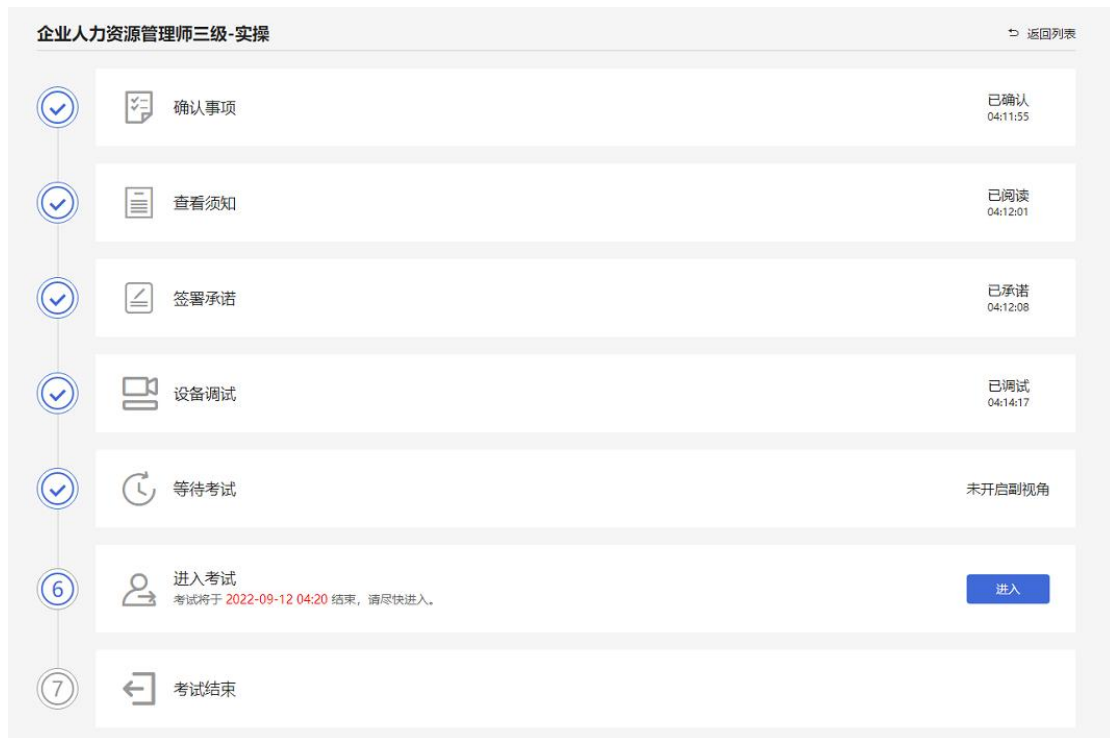 企业人力资源管理师三级-实操
返回列表
确认事项
已确认
04:11:55
查看须知
已阅读
04:12:01
签署承诺
已承诺
04:12:08
设备调试
已调试
04:14:17
等待考试
未开启副视角
6
进入考试
考试将于 2022-09-12 04:20 结束，请尽快进入。
进入
7
考试结束